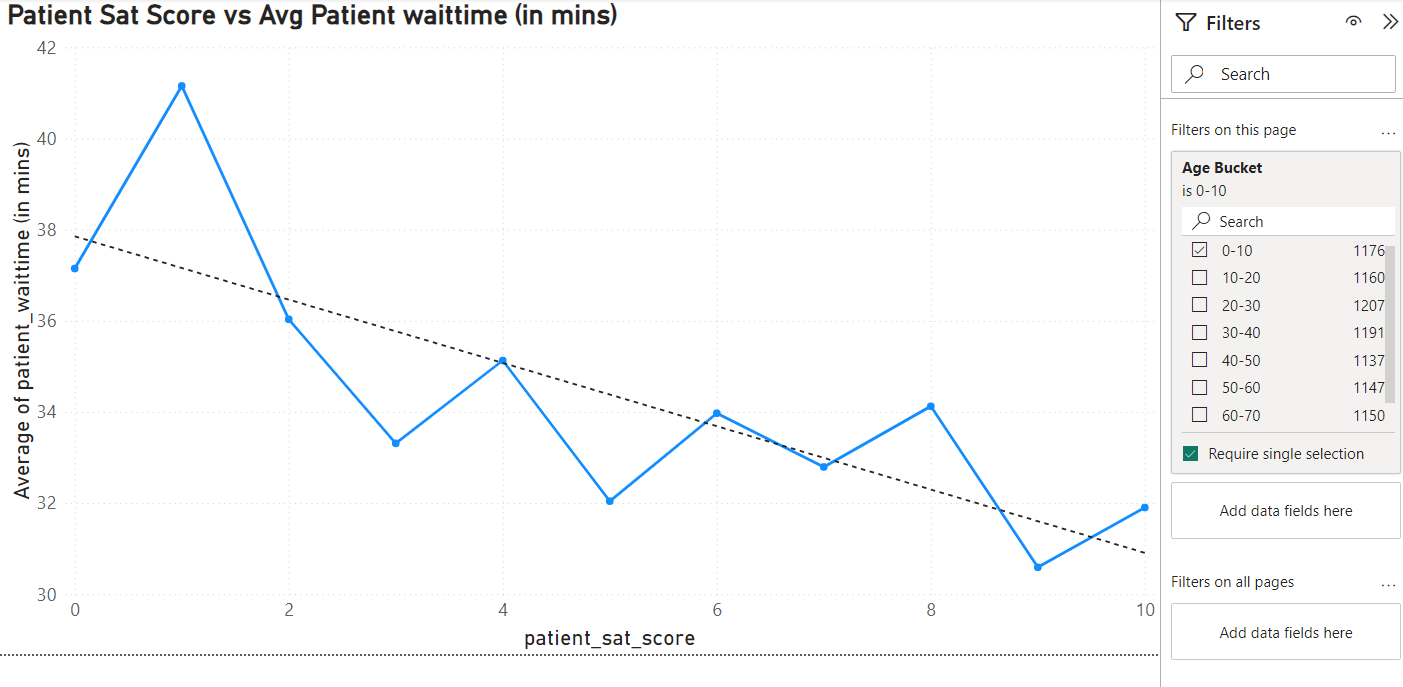 Patient Sat Score vs Avg Patient waittime (in mins)
Average of patient_waittime (in mins)
42
40
38
36
34
32
30
0
2
4
6
8
10
patient_sat_score
Filters
Search
Filters on this page
...
Age Bucket
is 0-10
Search
0-10 1176
10-20 1160
20-30 1207
30-40 1191
40-50 1137
50-60 1147
60-70 1150
Require single selection
Add data fields here
Filters on all pages
...
Add data fields here